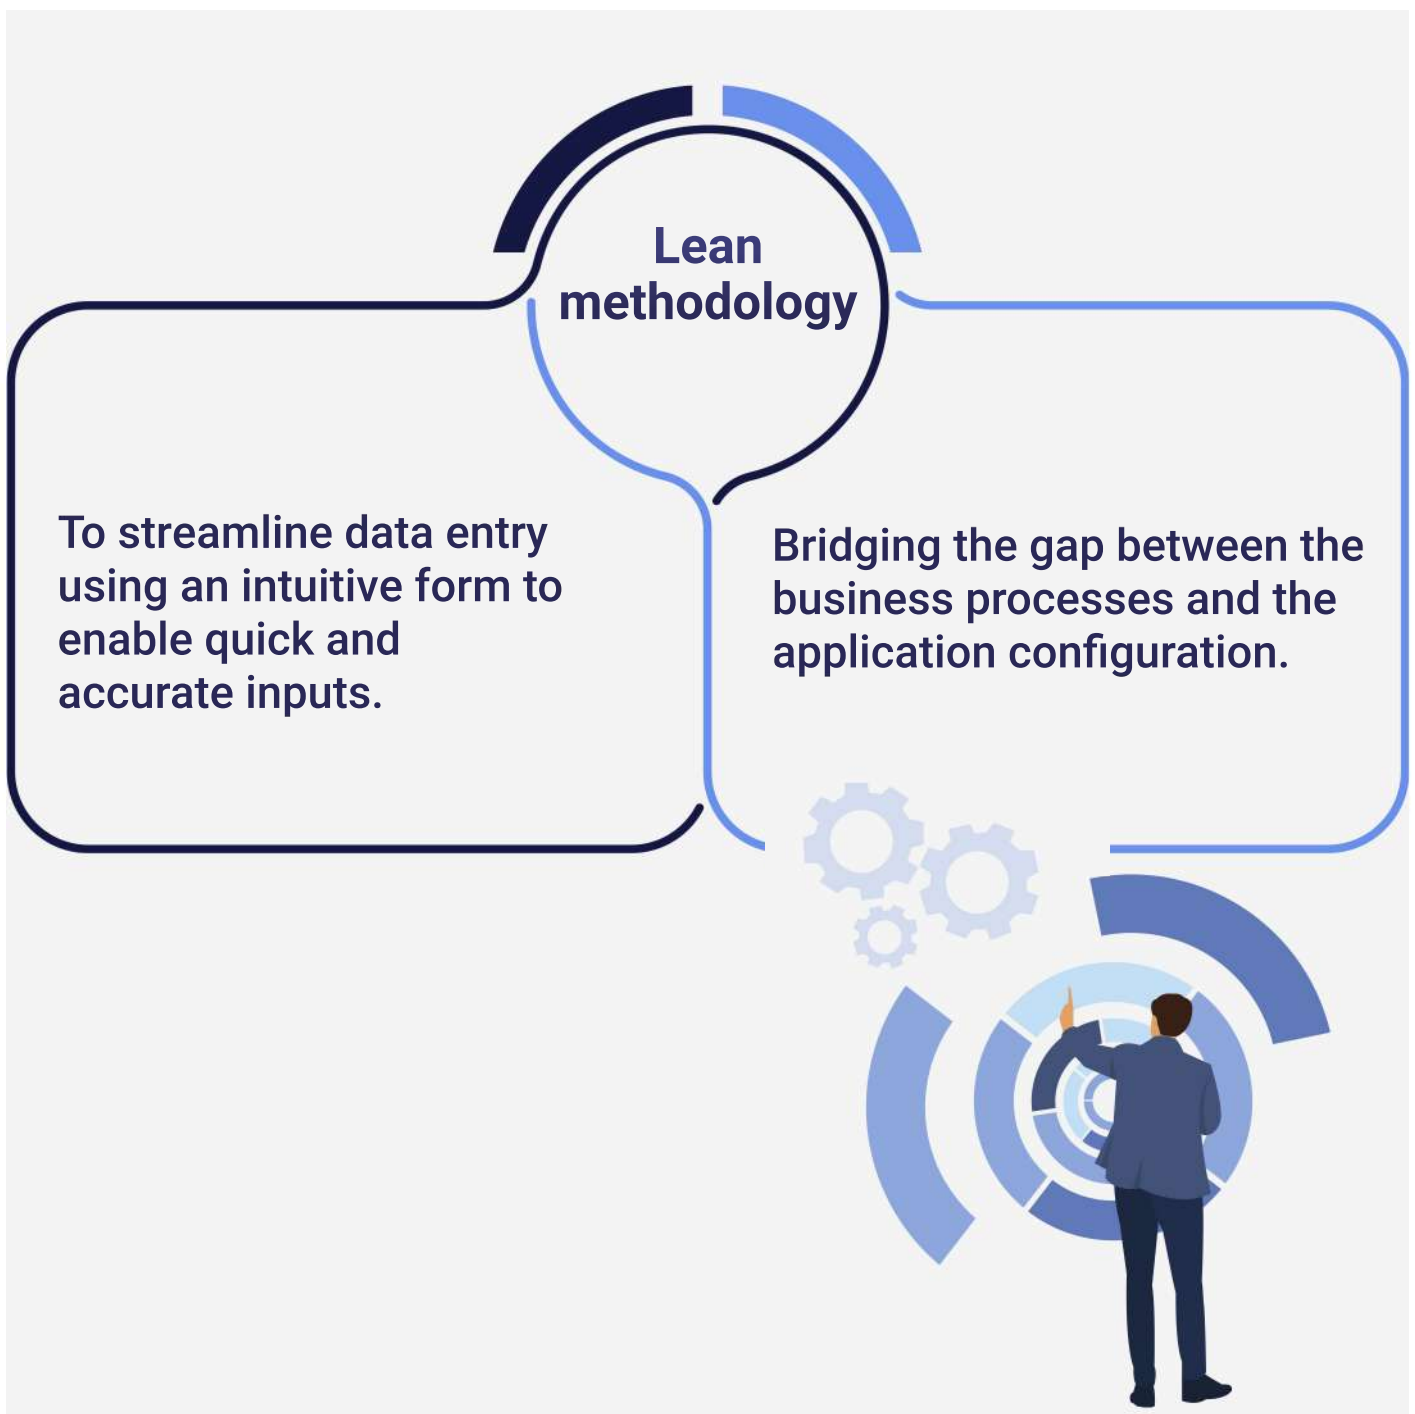 Lean
methodology
To streamline data entry
using an intuitive form to
enable quick and
accurate inputs.
Bridging the gap between the
business processes and the
application configuration.